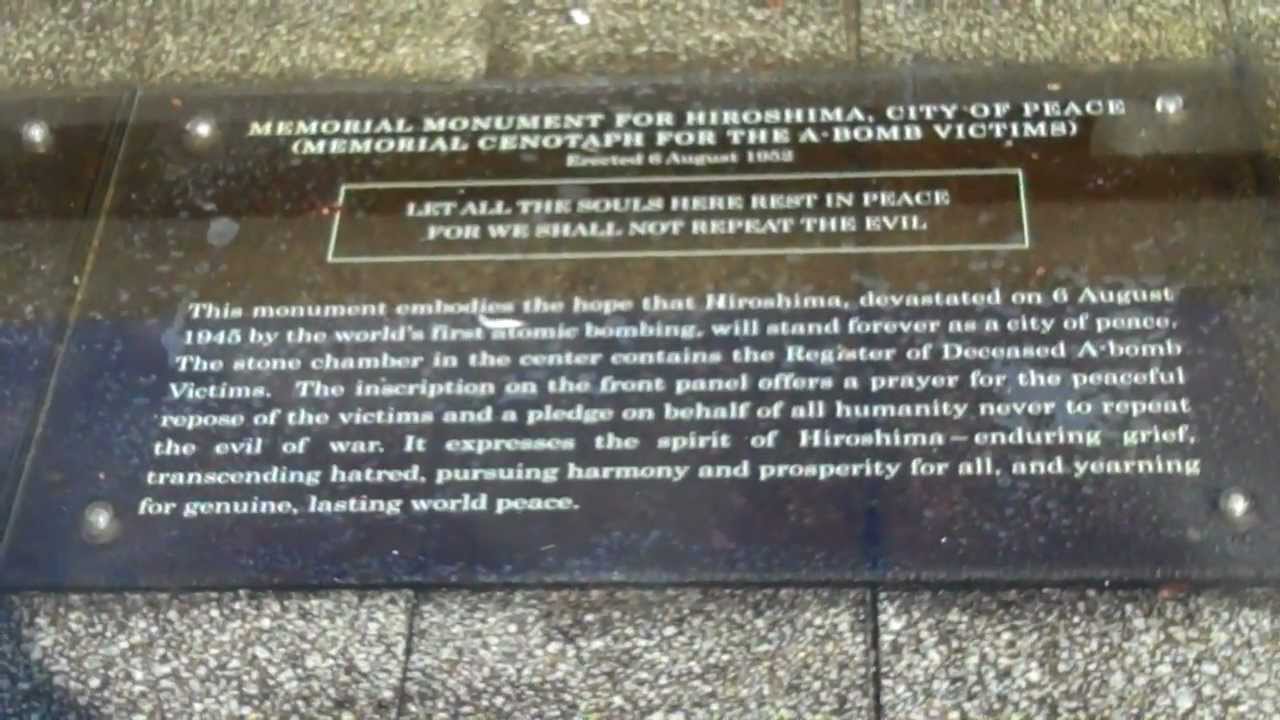 MEMORIAL MONUMENT FOR HIROSHIMA, CITY OF PEACE
(MEMORIAL CENOTAPH FOR THE A-BOMB VICTIMS)
Erected 6 August 1952
LET ALL THE SOULS HERE REST IN PEACE
FOR WE SHALL NOT REPEAT THE EVIL
This monument embodies the hope that Hiroshima, devastated on 6 August
1945 by the world's first atomic bombing, will stand forever as a city of peace.
The stone chamber in the center contains the Register of Deceased A-bomb
Victims. The inscription on the front panel offers a prayer for the peaceful
repose of the victims and a pledge on behalf of all humanity never to repeat
the evil of war. It expresses the spirit of Hiroshima — enduring grief,
transcending hatred, pursuing harmony and prosperity for all, and yearning
for genuine, lasting world peace.